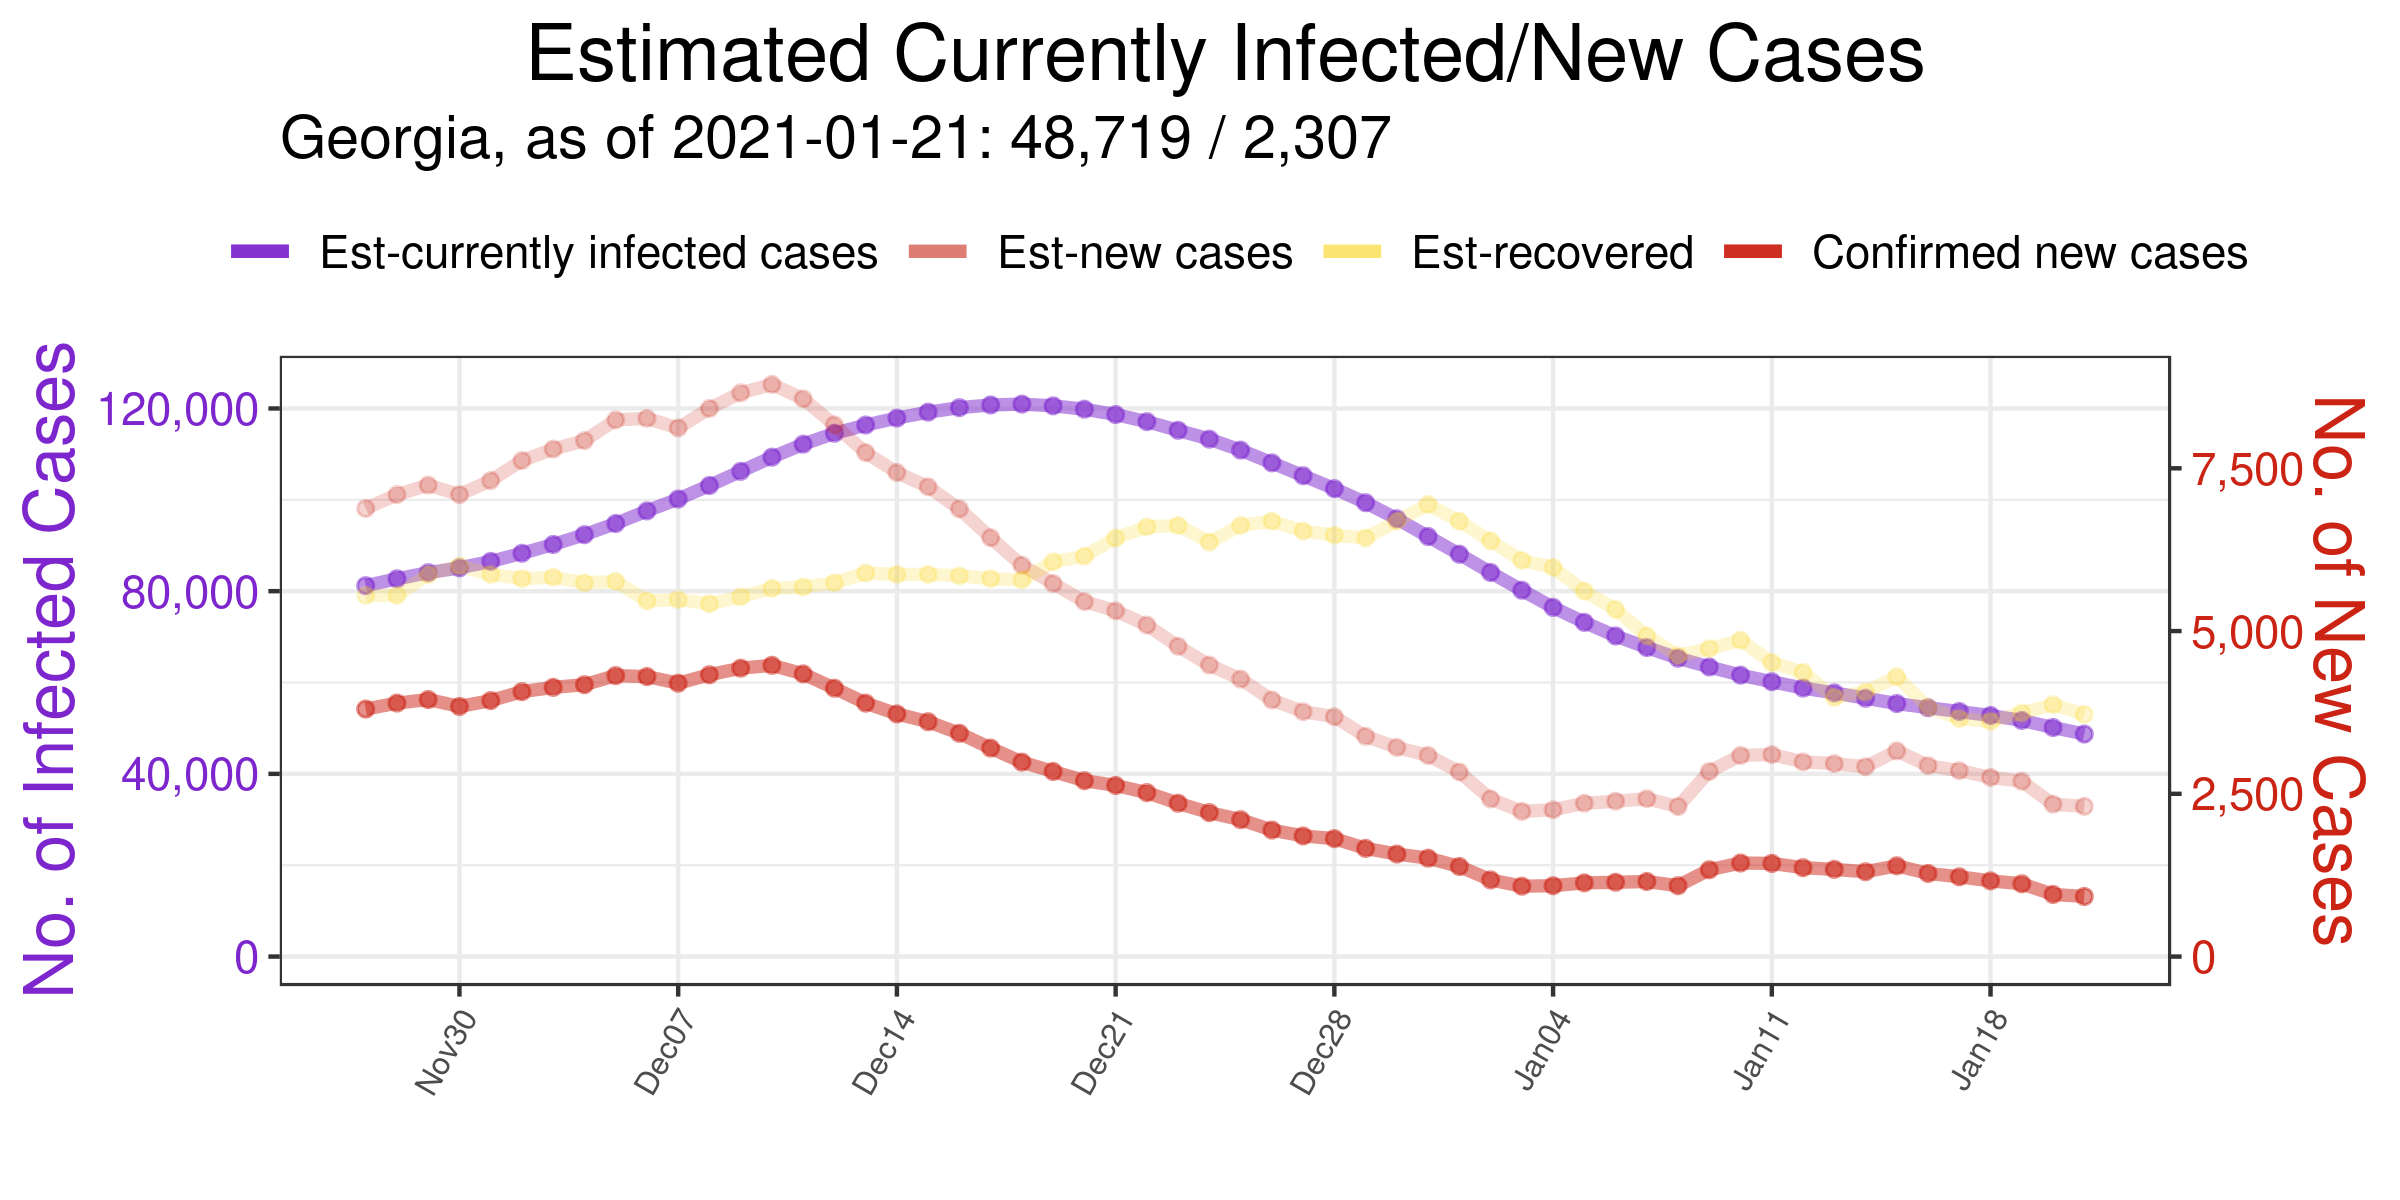 Estimated Currently Infected/New Cases
Georgia, as of 2021-01-21: 48,719 / 2,307
Est-currently infected cases Est-new cases Est-recovered Confirmed new cases
No. of Infected Cases
120,000
80,000
40,000
0
7,500
5,000
2,500
0
No. of New Cases
Nov30 Dec07 Dec14 Dec21 Dec28 Jan04 Jan11 Jan18